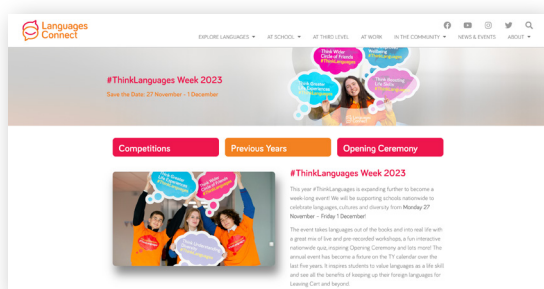 Languages
Connect
EXPLORE LANGUAGES
AT SCHOOL
AT THIRD LEVEL
AT WORK
IN THE COMMUNITY
NEWS & EVENTS
ABOUT
Think Wider
Circle of Friends
#ThinkLanguages
#ThinkLanguages Week 2023
Save the Date: 27 November - 1 December
Competitions
Previous Years
Opening Ceremony
#ThinkLanguages Week 2023
This year #ThinkLanguages is expanding further to become a
week-long event! We will be supporting schools nationwide to
celebrate languages, cultures and diversity from Monday 27
November – Friday 1 December!
The event takes languages out of the books and into real life with
a great mix of live and pre-recorded workshops, a fun interactive
nationwide quiz, inspiring Opening Ceremony and lots more! The
annual event has become a fixture on the TY calendar over the
last five years. It inspires students to value languages as a life skill
and see all the benefits of keeping up their foreign languages for
Leaving Cert and beyond.